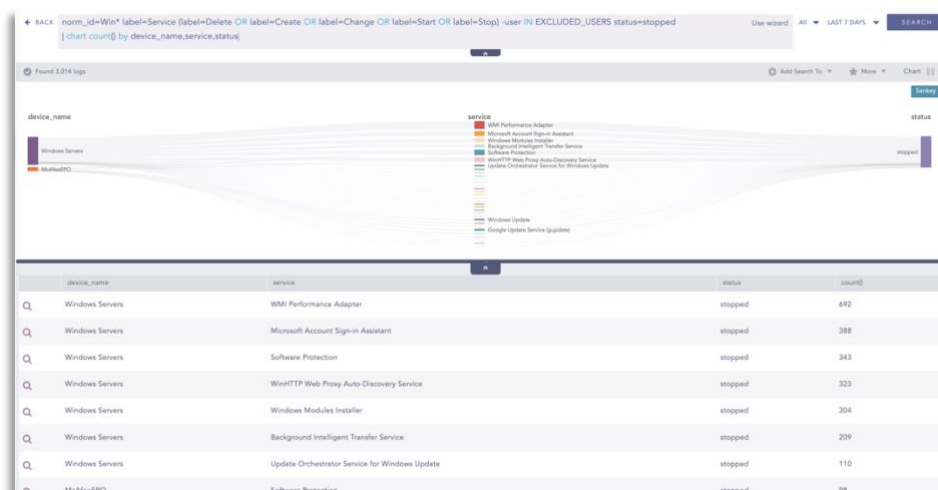 BACK norm_id=Win* label=Service (label=Delete OR label=Create OR label=Change OR label=Start OR label=Stop) -user IN EXCLUDED_USERS status=stopped
| chart count() by device_name,service,status
Use wizard All LAST 7 DAYS SEARCH
Found 3,014 logs
Add Search To More Chart
Sankey
device_name service status
WMI Performance Adapter
Microsoft Account Sign-in Assistant
Windows Modules Installer
Background Intelligent Transfer Service
Windows Servers Software Protection stopped
WinHTTP Web Proxy Auto-Discovery Service
Update Orchestrator Service for Windows Update
McAfeeEPO
Windows Update
Google Update Service (gupdate)
device_name service status count()
Windows Servers WMI Performance Adapter stopped 692
Windows Servers Microsoft Account Sign-in Assistant stopped 388
Windows Servers Software Protection stopped 343
Windows Servers WinHTTP Web Proxy Auto-Discovery Service stopped 323
Windows Servers Windows Modules Installer stopped 304
Windows Servers Background Intelligent Transfer Service stopped 209
Windows Servers Update Orchestrator Service for Windows Update stopped 110
McAfeeEPO Software Protection stopped